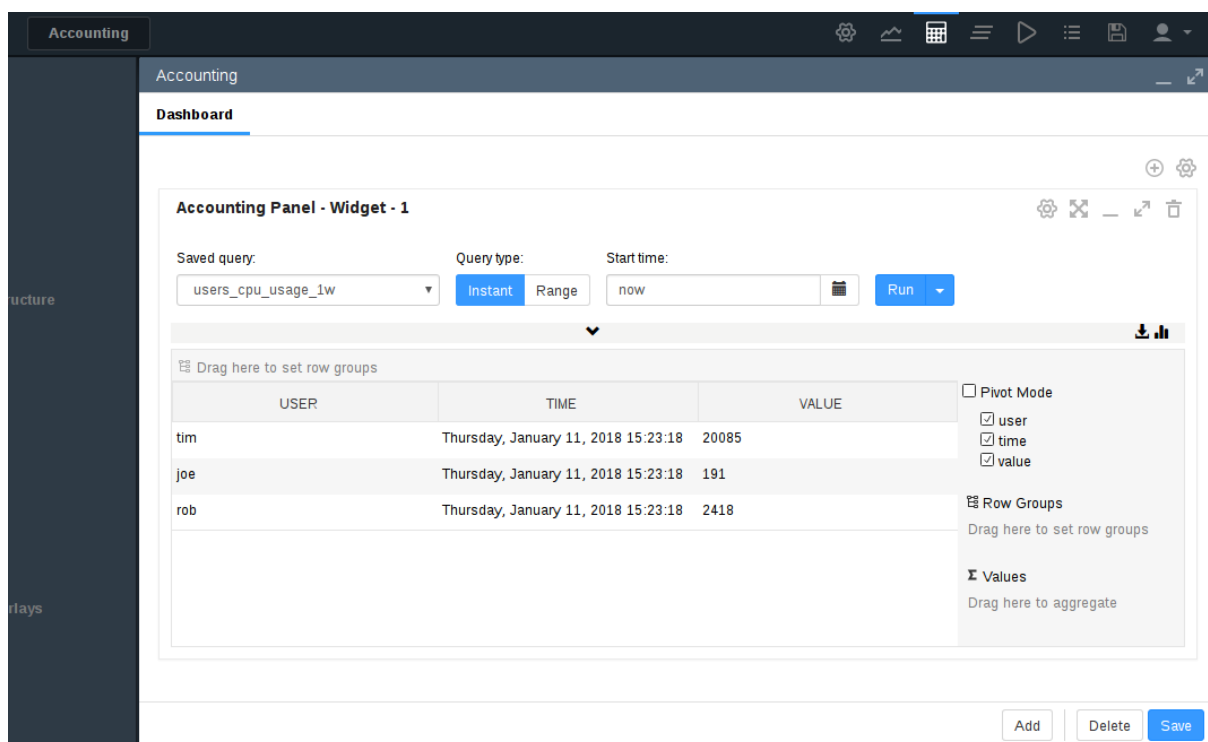 Accounting
Accounting
Dashboard
Accounting Panel - Widget - 1
Saved query: Query type: Start time:
users_cpu_usage_1w Instant Range now Run
ructure
Drag here to set row groups
USER TIME VALUE
Pivot Mode
user
tim Thursday, January 11, 2018 15:23:18 20085
time
value
joe Thursday, January 11, 2018 15:23:18 191
rob Thursday, January 11, 2018 15:23:18 2418
Row Groups
Drag here to set row groups
Σ Values
Drag here to aggregate
rlays
Add Delete Save